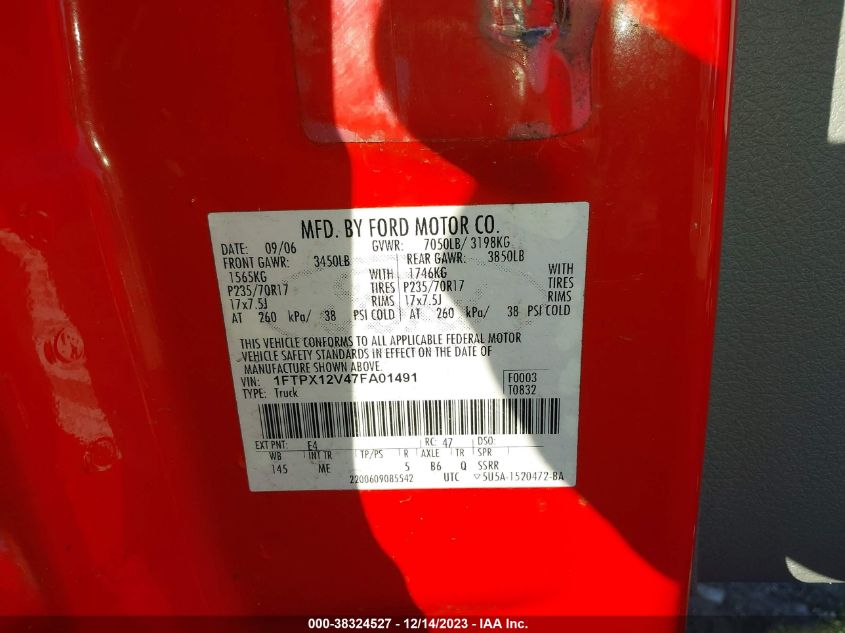 MFD. BY FORD MOTOR CO.
DATE: 09/06 GVWR: 7050LB/ 3198KG
FRONT GAWR: 3450LB REAR GAWR: 3850LB
1565KG WITH 1746KG WITH
P235/70R17 TIRES P235/70R17 TIRES
17x7.5J RIMS 17x7.5J RIMS
AT 260 kPa/ 38 PSI COLD AT 260 kPa/ 38 PSI COLD
THIS VEHICLE CONFORMS TO ALL APPLICABLE FEDERAL MOTOR
VEHICLE SAFETY STANDARDS IN EFFECT ON THE DATE OF
MANUFACTURE SHOWN ABOVE.
VIN: 1FTPX12V47FA01491 F0003
TYPE: Truck T0832
EXT PNT: E4 RC: 47 DSO:
WB INT TR TP/PS R AXLE TR SPR
145 ME 5 B6 Q SSRR
2200609085542 UTC ▽5U5A-1520472-BA
000-38324527 - 12/14/2023 - IAA Inc.